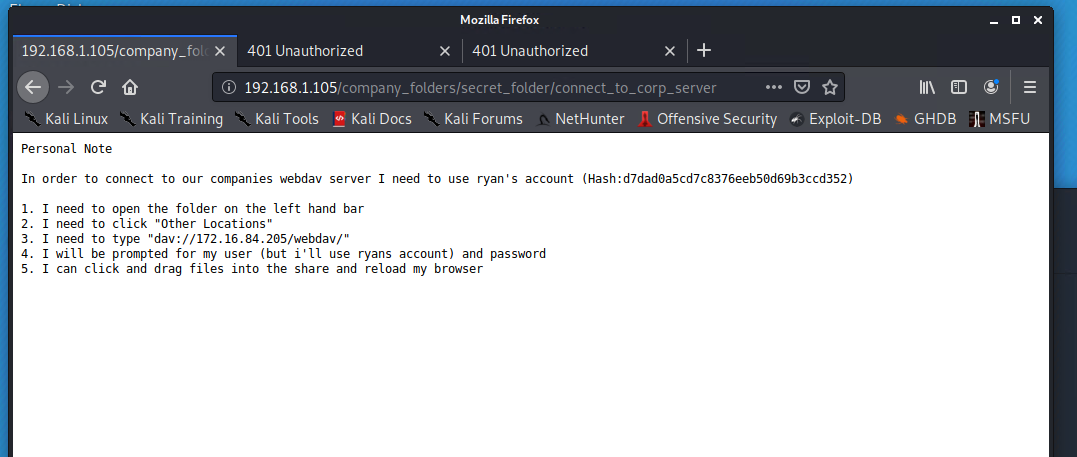 Mozilla Firefox
192.168.1.105/company_fol
401 Unauthorized
401 Unauthorized
192.168.1.105/company_folders/secret_folder/connect_to_corp_server
Kali Linux Kali Training Kali Tools Kali Docs Kali Forums NetHunter Offensive Security Exploit-DB GHDB MSFU
Personal Note
In order to connect to our companies webdav server I need to use ryan's account (Hash:d7dad0a5cd7c8376eeb50d69b3ccd352)
1. I need to open the folder on the left hand bar
2. I need to click "Other Locations"
3. I need to type "dav://172.16.84.205/webdav/"
4. I will be prompted for my user (but i'll use ryans account) and password
5. I can click and drag files into the share and reload my browser